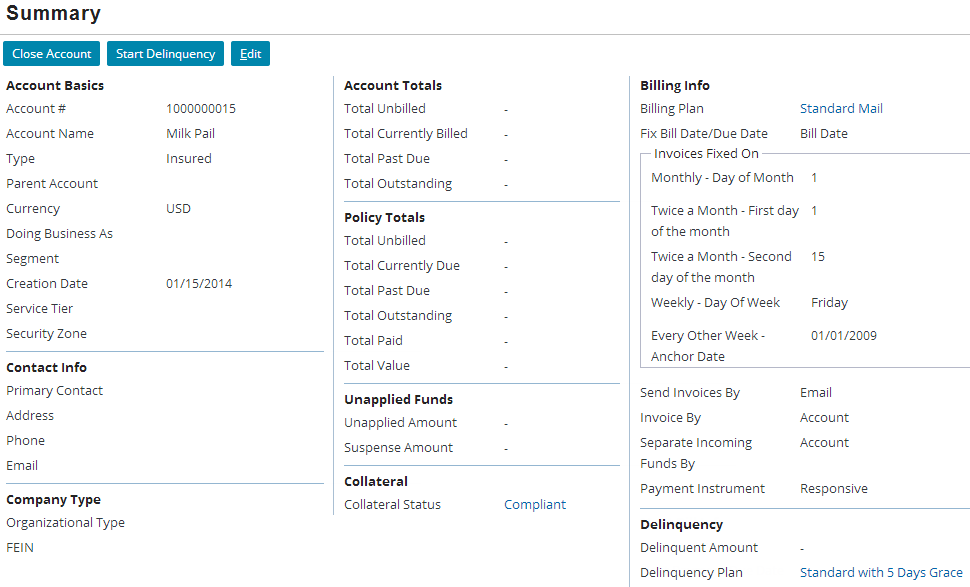 Summary
Close Account Start Delinquency Edit
Account Basics
Account # 1000000015
Account Name Milk Pail
Type Insured
Parent Account
Currency USD
Doing Business As
Segment
Creation Date 01/15/2014
Service Tier
Security Zone
Contact Info
Primary Contact
Address
Phone
Email
Company Type
Organizational Type
FEIN
Account Totals
Total Unbilled -
Total Currently Billed -
Total Past Due -
Total Outstanding -
Policy Totals
Total Unbilled -
Total Currently Due -
Total Past Due -
Total Outstanding -
Total Paid -
Total Value -
Unapplied Funds
Unapplied Amount -
Suspense Amount -
Collateral
Collateral Status Compliant
Billing Info
Billing Plan Standard Mail
Fix Bill Date/Due Date Bill Date
Invoices Fixed On
Monthly - Day of Month 1
Twice a Month - First day 1
of the month
Twice a Month - Second 15
day of the month
Weekly - Day Of Week Friday
Every Other Week - 01/01/2009
Anchor Date
Send Invoices By Email
Invoice By Account
Separate Incoming Account
Funds By
Payment Instrument Responsive
Delinquency
Delinquent Amount -
Delinquency Plan Standard with 5 Days Grace